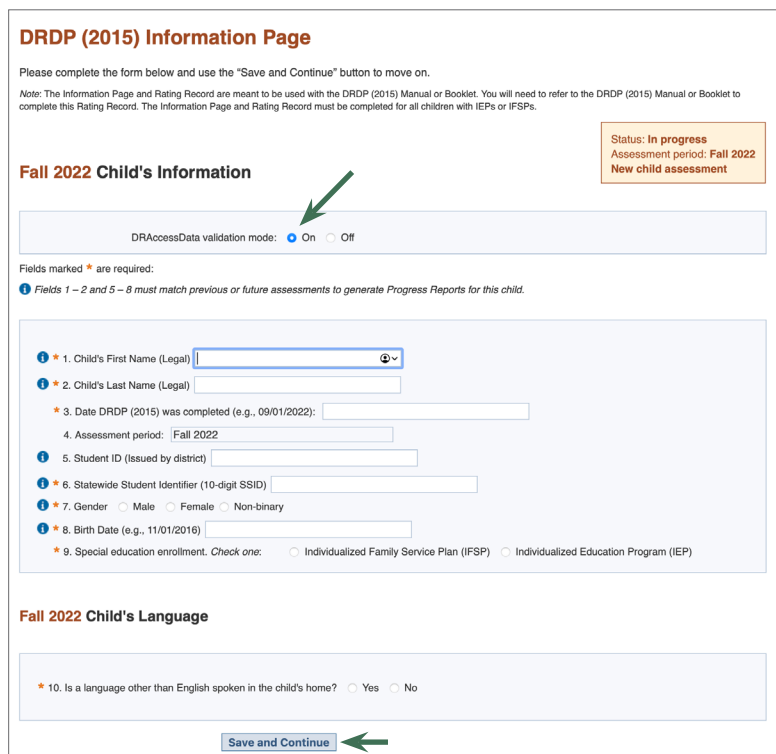 DRDP (2015) Information Page
Please complete the form below and use the “Save and Continue” button to move on.
Note: The Information Page and Rating Record are meant to be used with the DRDP (2015) Manual or Booklet. You will need to refer to the DRDP (2015) Manual or Booklet to
complete this Rating Record. The Information Page and Rating Record must be completed for all children with IEPs or IFSPs.
Status: In progress
Assessment period: Fall 2022
New child assessment
Fall 2022 Child's Information
DRAccessData validation mode: On Off
Fields marked * are required:
Fields 1 – 2 and 5 – 8 must match previous or future assessments to generate Progress Reports for this child.
* 1. Child's First Name (Legal)
* 2. Child's Last Name (Legal)
* 3. Date DRDP (2015) was completed (e.g., 09/01/2022):
4. Assessment period: Fall 2022
5. Student ID (Issued by district)
* 6. Statewide Student Identifier (10-digit SSID)
* 7. Gender Male Female Non-binary
* 8. Birth Date (e.g., 11/01/2016)
* 9. Special education enrollment. Check one: Individualized Family Service Plan (IFSP) Individualized Education Program (IEP)
Fall 2022 Child's Language
* 10. Is a language other than English spoken in the child's home? Yes No
Save and Continue